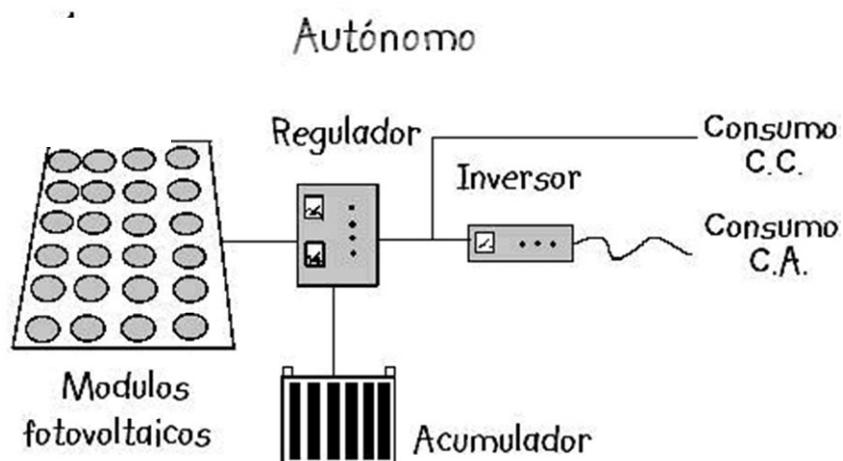 Autónomo
Regulador
Consumo
C.C.
Inversor
Consumo
C.A.
Modulos
fotovoltaicos
Acumulador